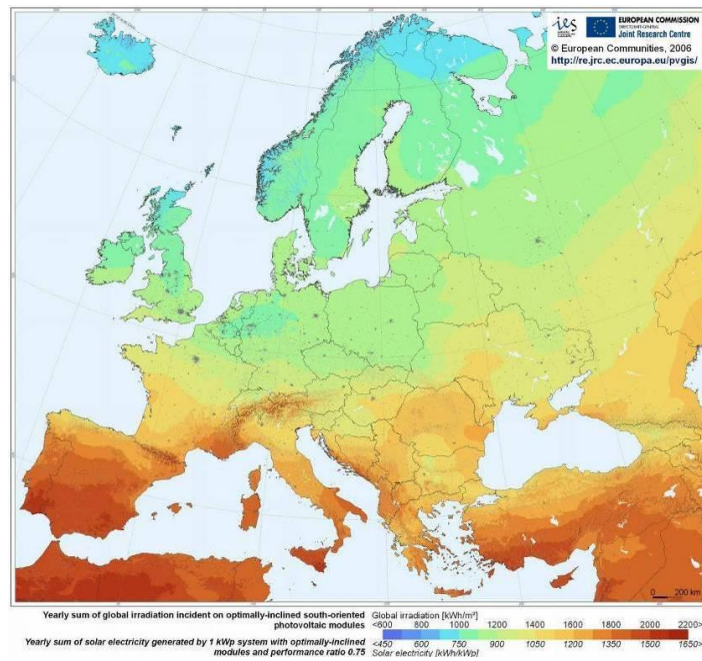 EUROPEAN COMMISSION
DIRECTORATE-GENERAL
Joint Research Centre
© European Communities, 2006
http://re.jrc.ec.europa.eu/pvgis/
0 200 km
Yearly sum of global irradiation incident on optimally-inclined south-oriented
photovoltaic modules
Yearly sum of solar electricity generated by 1 kWp system with optimally-inclined
modules and performance ratio 0.75
Global irradiation [kWh/m²]
<600 800 1000 1200 1400 1600 1800 2000 2200>
<450 600 750 900 1050 1200 1350 1500 1650>
Solar electricity [kWh/kWp]